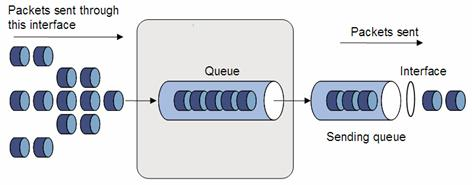 Packets sent through
this interface
Packets sent
Queue
Interface
Sending queue